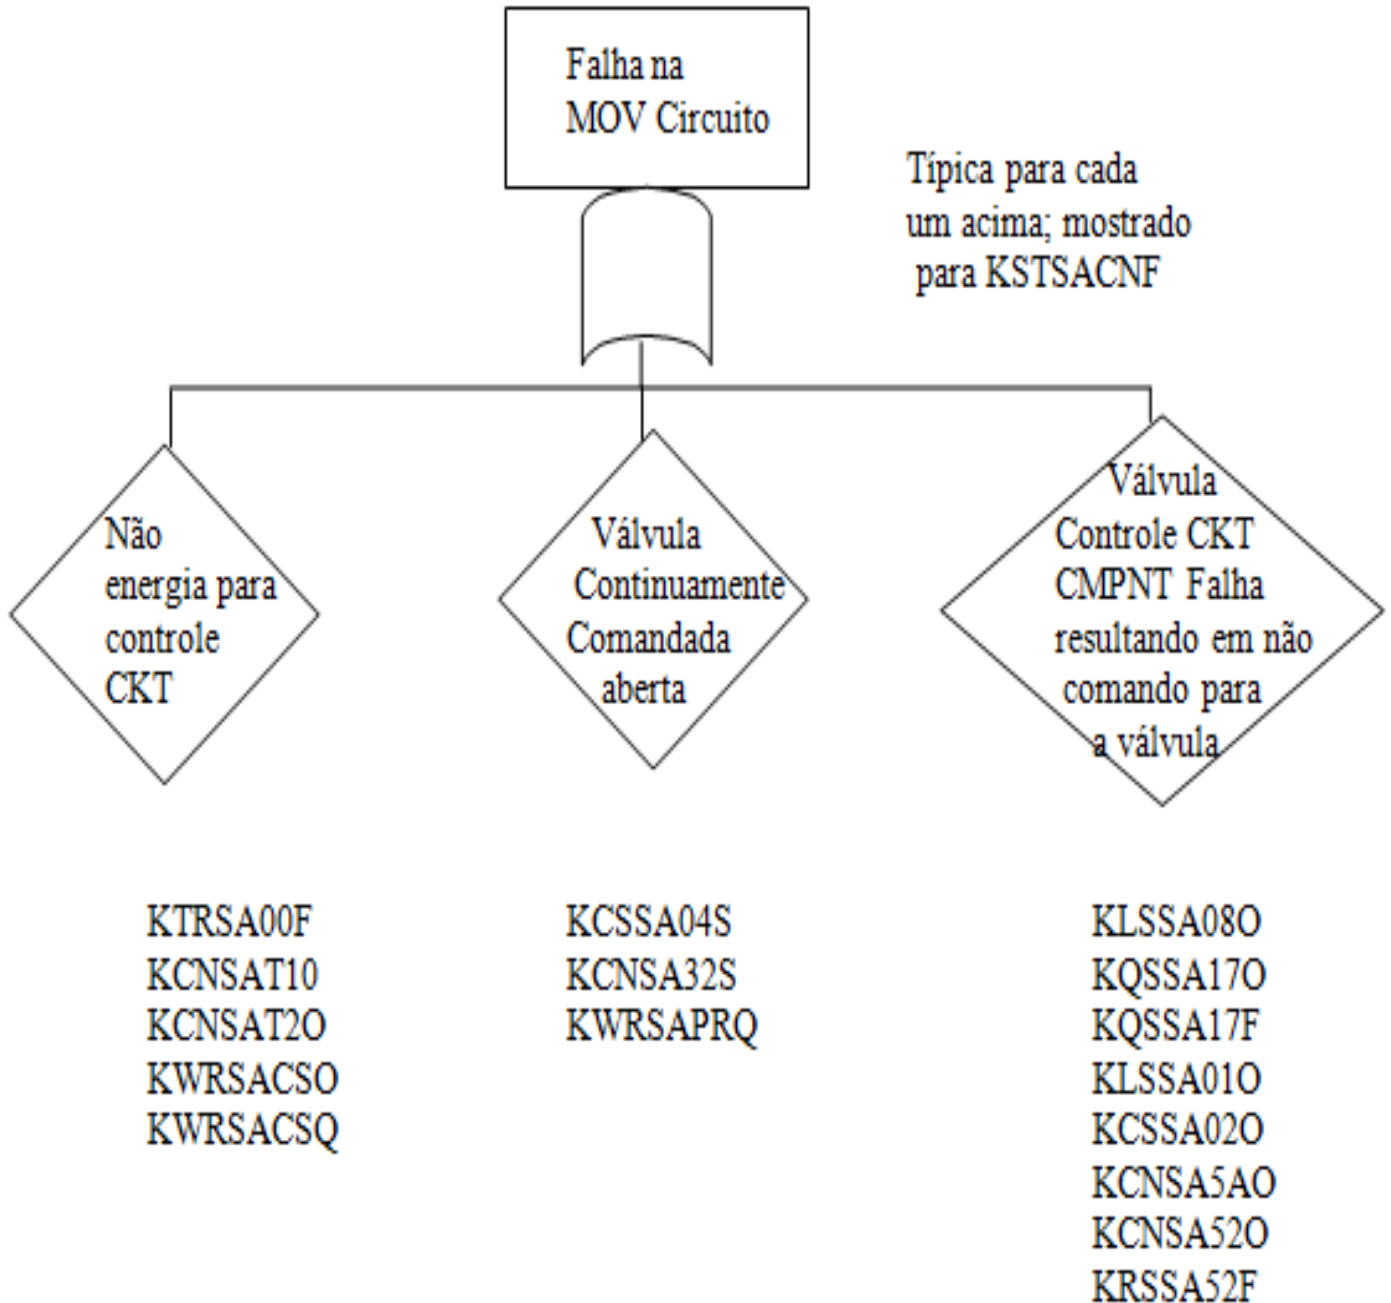 Falha na
MOV Circuito
Típica para cada
um acima; mostrado
para KSTSACNF
Não
energia para
controle
CKT
Válvula
Continuamente
Comandada
aberta
Válvula
Controle CKT
CMPNT Falha
resultando em não
comando para
a válvula
KTRSA00F
KCNSAT10
KCNSAT2O
KWRSACSO
KWRSACSQ
KCSSA04S
KCNSA32S
KWRSAPRQ
KLSSA08O
KQSSA17O
KQSSA17F
KLSSA01O
KCSSA02O
KCNSA5AO
KCNSA52O
KRSSA52F